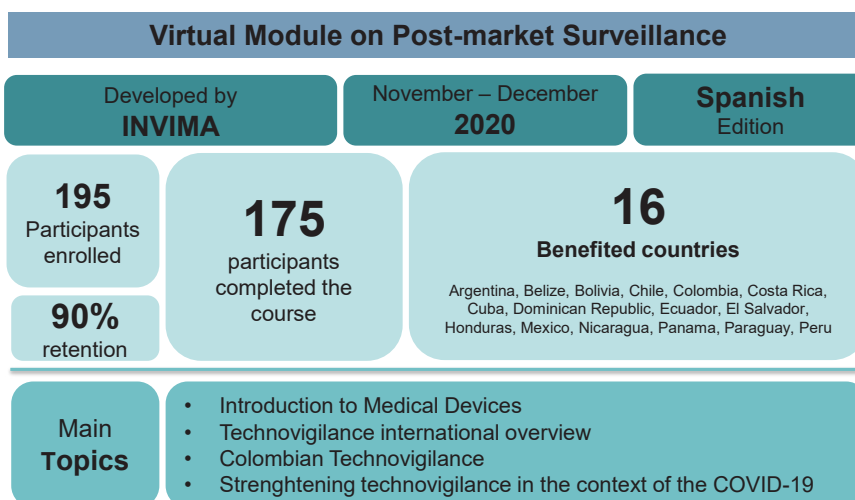 Virtual Module on Post-market Surveillance
Developed by
INVIMA
November – December
2020
Spanish
Edition
195
Participants
enrolled
90%
retention
175
participants
completed the
course
16
Benefited countries
Argentina, Belize, Bolivia, Chile, Colombia, Costa Rica,
Cuba, Dominican Republic, Ecuador, El Salvador,
Honduras, Mexico, Nicaragua, Panama, Paraguay, Peru
Main
Topics
• Introduction to Medical Devices
• Technovigilance international overview
• Colombian Technovigilance
• Strenghtening technovigilance in the context of the COVID-19